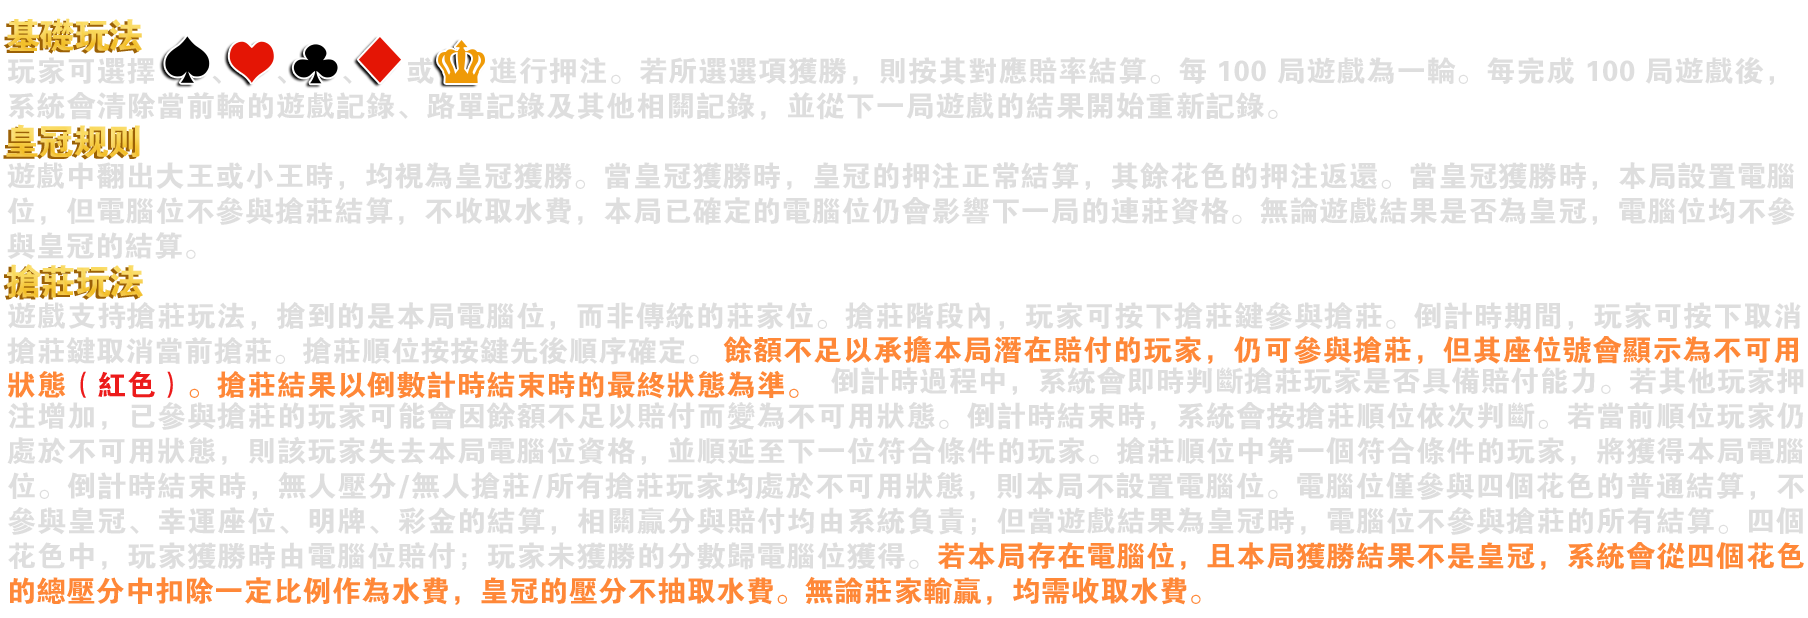 基礎玩法
玩家可選擇♠、♥、♣、♦或♔進行押注。若所選選項獲勝，則按其對應賠率結算。每 100 局遊戲為一輪。每完成 100 局遊戲後，
系統會清除當前輪的遊戲記錄、路單記錄及其他相關記錄，並從下一局遊戲的結果開始重新記錄。
皇冠规则
遊戲中翻出大王或小王時，均視為皇冠獲勝。當皇冠獲勝時，皇冠的押注正常結算，其餘花色的押注返還。當皇冠獲勝時，本局設置電腦
位，但電腦位不參與搶莊結算，不收取水費，本局已確定的電腦位仍會影響下一局的連莊資格。無論遊戲結果是否為皇冠，電腦位均不參
與皇冠的結算。
搶莊玩法
遊戲支持搶莊玩法，搶到的是本局電腦位，而非傳統的莊家位。搶莊階段內，玩家可按下搶莊鍵參與搶莊。倒計時期間，玩家可按下取消
搶莊鍵取消當前搶莊。搶莊順位按按鍵先後順序確定。餘額不足以承擔本局潛在賠付的玩家，仍可參與搶莊，但其座位號會顯示為不可用
狀態（紅色）。搶莊結果以倒數計時結束時的最終狀態為準。 倒計時過程中，系統會即時判斷搶莊玩家是否具備賠付能力。若其他玩家押
注增加，已參與搶莊的玩家可能會因餘額不足以賠付而變為不可用狀態。倒計時結束時，系統會按搶莊順位依次判斷。若當前順位玩家仍
處於不可用狀態，則該玩家失去本局電腦位資格，並順延至下一位符合條件的玩家。搶莊順位中第一個符合條件的玩家，將獲得本局電腦
位。倒計時結束時，無人壓分/無人搶莊/所有搶莊玩家均處於不可用狀態，則本局不設置電腦位。電腦位僅參與四個花色的普通結算，不
參與皇冠、幸運座位、明牌、彩金的結算，相關贏分與賠付均由系統負責；但當遊戲結果為皇冠時，電腦位不參與搶莊的所有結算。四個
花色中，玩家獲勝時由電腦位賠付；玩家未獲勝的分數歸電腦位獲得。若本局存在電腦位，且本局獲勝結果不是皇冠，系統會從四個花色
的總壓分中扣除一定比例作為水費，皇冠的壓分不抽取水費。無論莊家輸贏，均需收取水費。